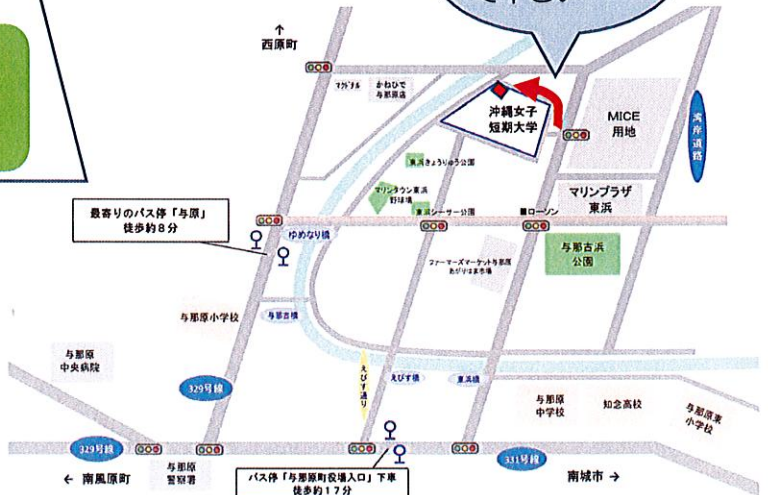 ↑
西原町
マクドナル
かねひで
与那原店
沖縄女子
短期大学
MICE
用地
湾岸道路
東浜きょうりゅう公園
マリンタウン東浜
野球場
マリンプラザ
東浜
最寄りのバス停「与原」
徒歩約8分
東浜シーサー公園
■ローソン
ゆめなり橋
ファーマーズマーケット与那原
あがりはま市場
与那古浜
公園
与那原小学校
与那古橋
与那原
中央病院
329号線
えびす通り
えびす橋
東浜橋
与那原
中学校
知念高校
与那原東
小学校
329号線
331号線
← 南風原町
与那原
警察署
バス停「与那原町役場入口」下車
徒歩約17分
南城市 →